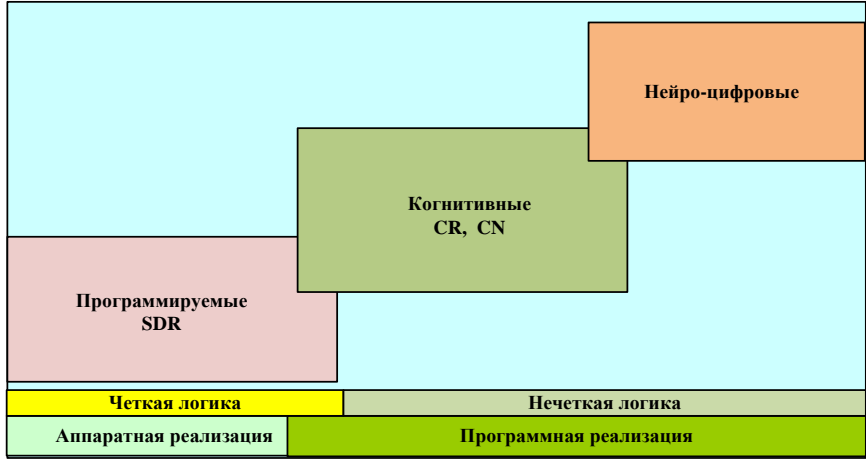 Нейро-цифровые
Когнитивные
CR, CN
Программируемые
SDR
Четкая логика
Нечеткая логика
Аппаратная реализация
Программная реализация